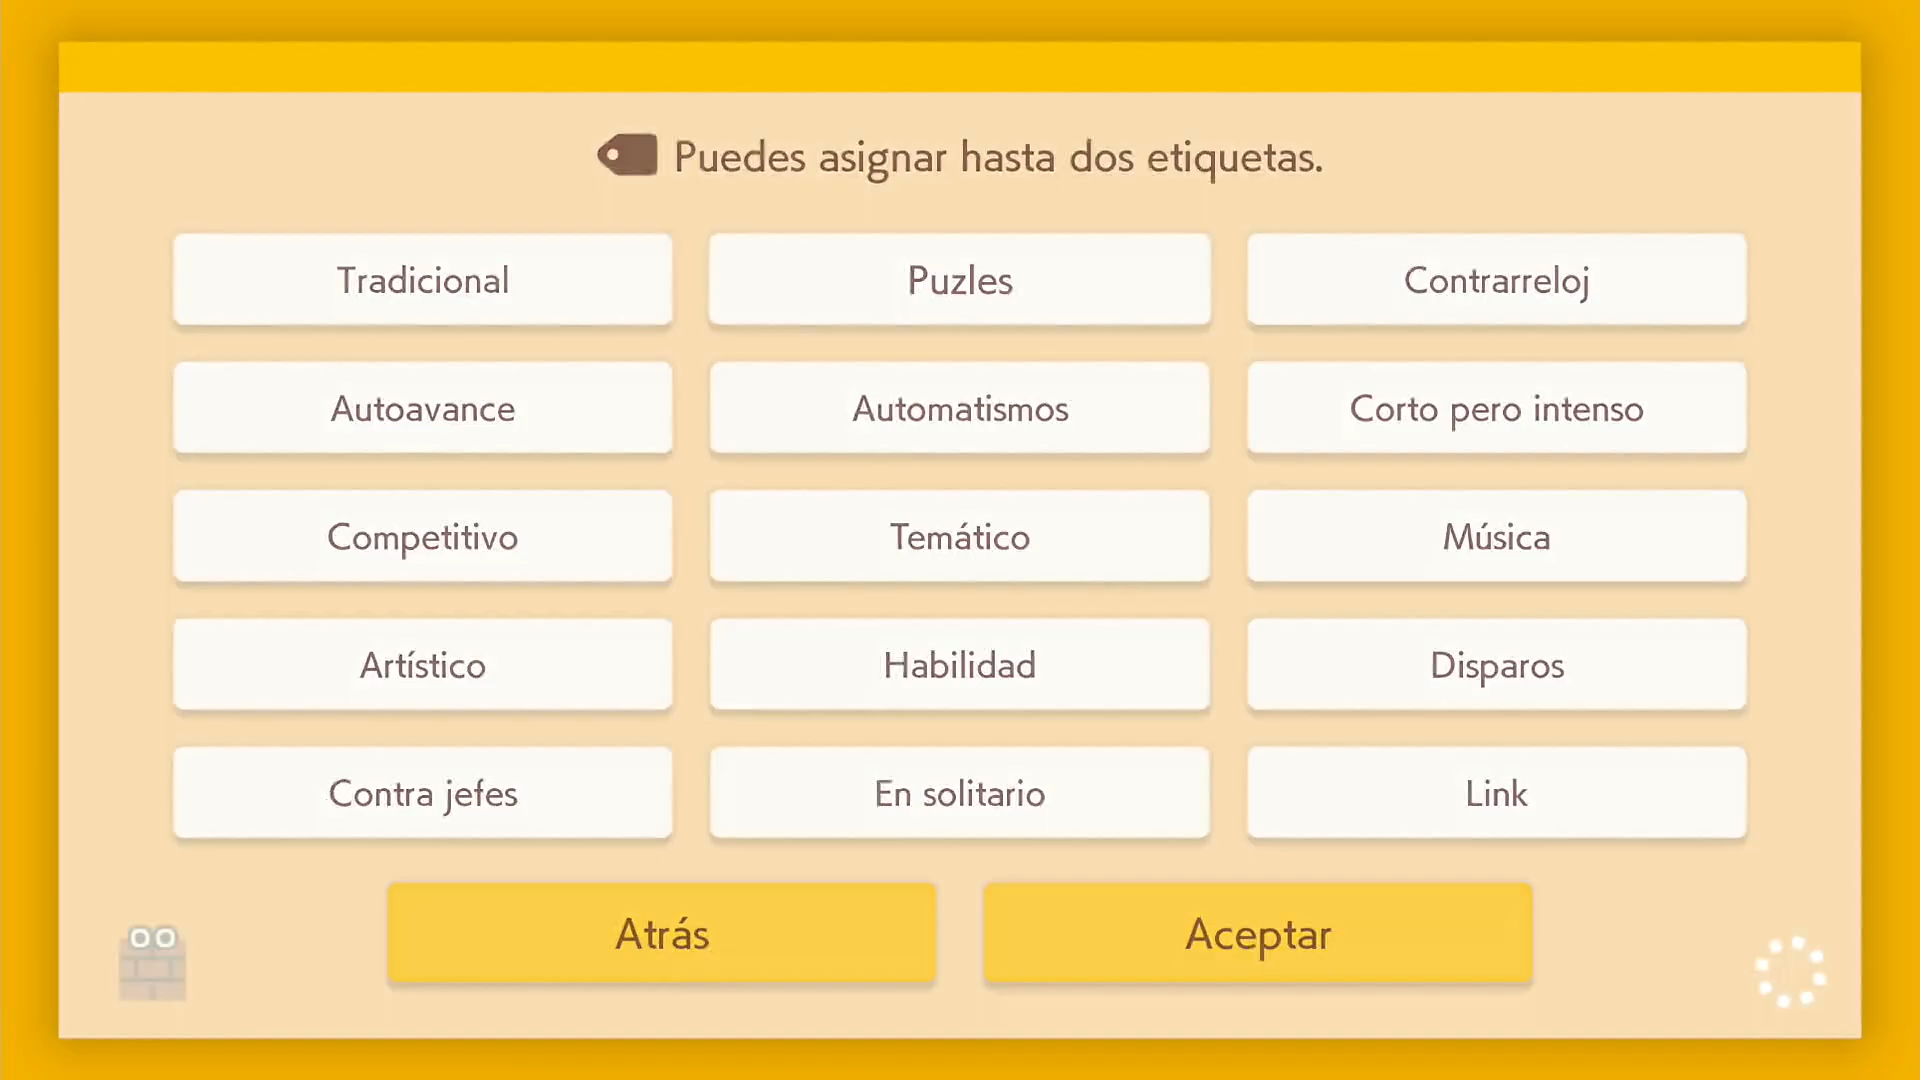 Puedes asignar hasta dos etiquetas.
Tradicional
Puzles
Contrarreloj
Autoavance
Automatismos
Corto pero intenso
Competitivo
Temático
Música
Artístico
Habilidad
Disparos
Contra jefes
En solitario
Link
Atrás
Aceptar